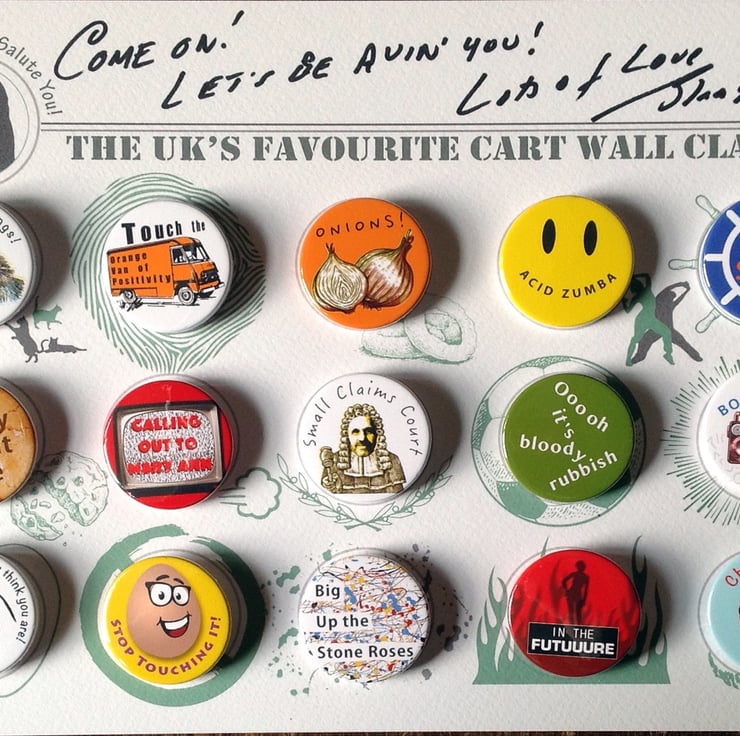 Salute You!
COME ON!
LET'S BE AVIN' YOU!
Lots of Love
THE UK'S FAVOURITE CART WALL CLA
Touch the
Orange
Van of
Positivity
ONIONS!
ACID ZUMBA
CALLING
OUT TO
MARY ANN
Small Claims Court
Ooooh
it's
bloody
rubbish
BO
think you are!
STOP TOUCHING IT!
Big
Up the
Stone Roses
IN THE
FUTUUURE
Ch